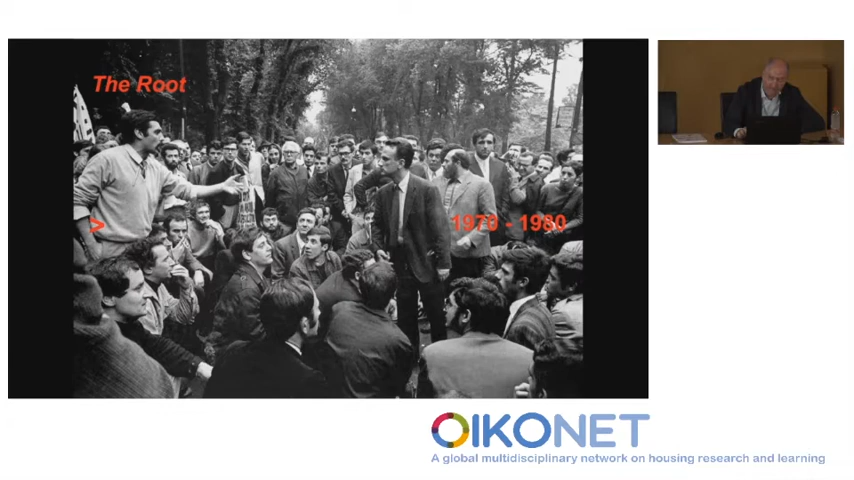 The Root
>
1970 - 1980
OIKONET
A global multidisciplinary network on housing research and learning